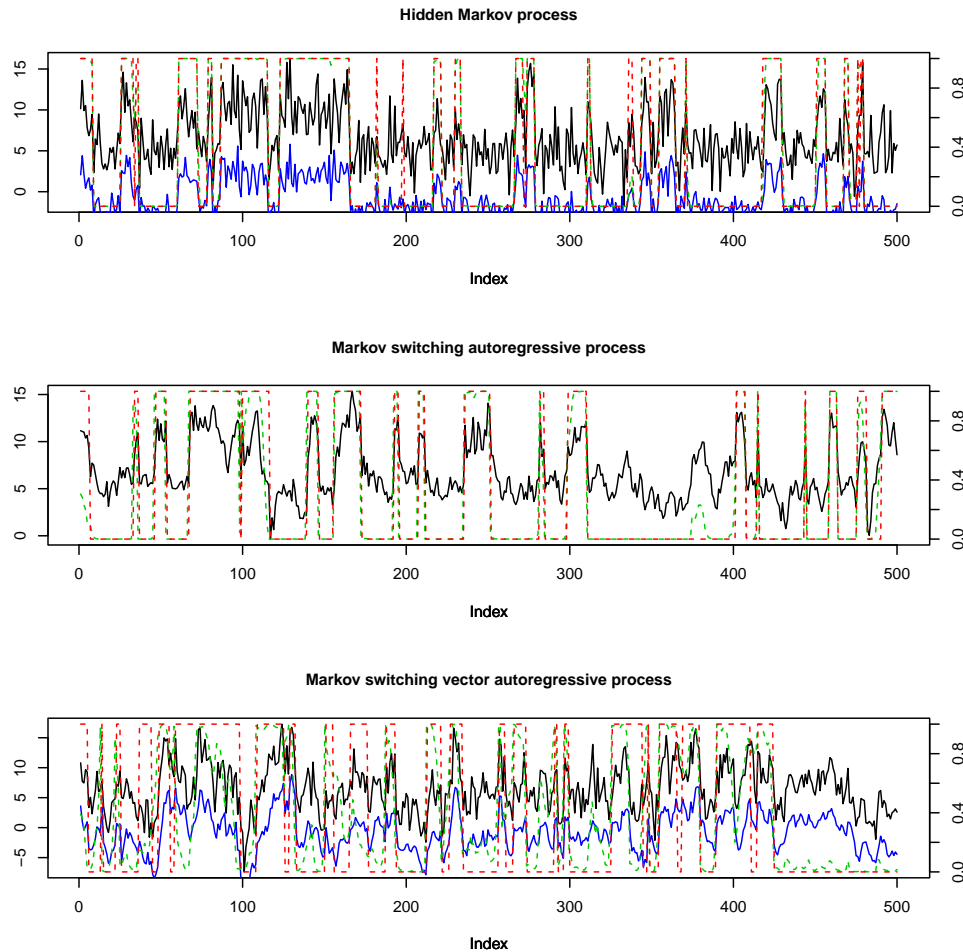 Hidden Markov process
15
10
5
0
0.8
0.4
0.0
0 100 200 300 400 500
Index
Markov switching autoregressive process
15
10
5
0
0.8
0.4
0.0
0 100 200 300 400 500
Index
Markov switching vector autoregressive process
10
5
0
−5
0.8
0.4
0.0
0 100 200 300 400 500
Index